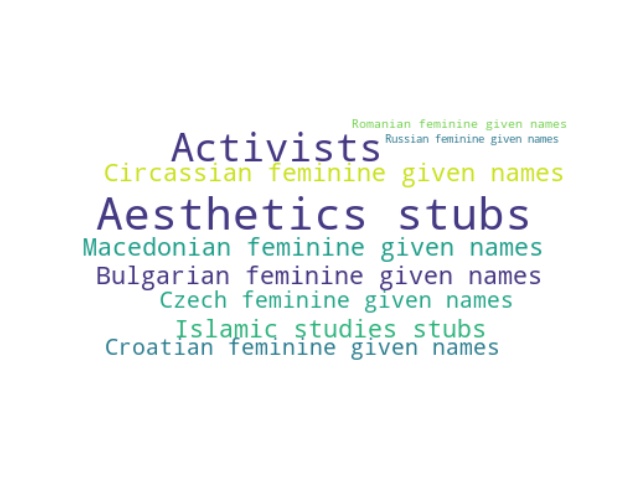 Romanian feminine given names
Activists
Russian feminine given names
Circassian feminine given names
Aesthetics stubs
Macedonian feminine given names
Bulgarian feminine given names
Czech feminine given names
Islamic studies stubs
Croatian feminine given names